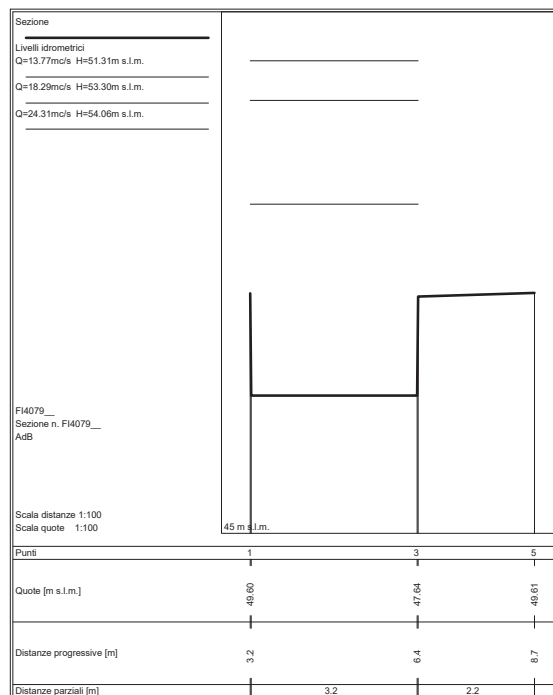 Sezione
Livelli idrometrici
Q=13.77mc/s H=51.31m s.l.m.
Q=18.29mc/s H=53.30m s.l.m.
Q=24.31mc/s H=54.06m s.l.m.
FI4079__
Sezione n. FI4079__
AdB
Scala distanze 1:100
Scala quote 1:100
45 m s.l.m.
Punti 1 3 5
Quote [m s.l.m.] 49.60 47.64 49.61
Distanze progressive [m] 3.2 6.4 8.7
Distanze parziali [m] 3.2 2.2